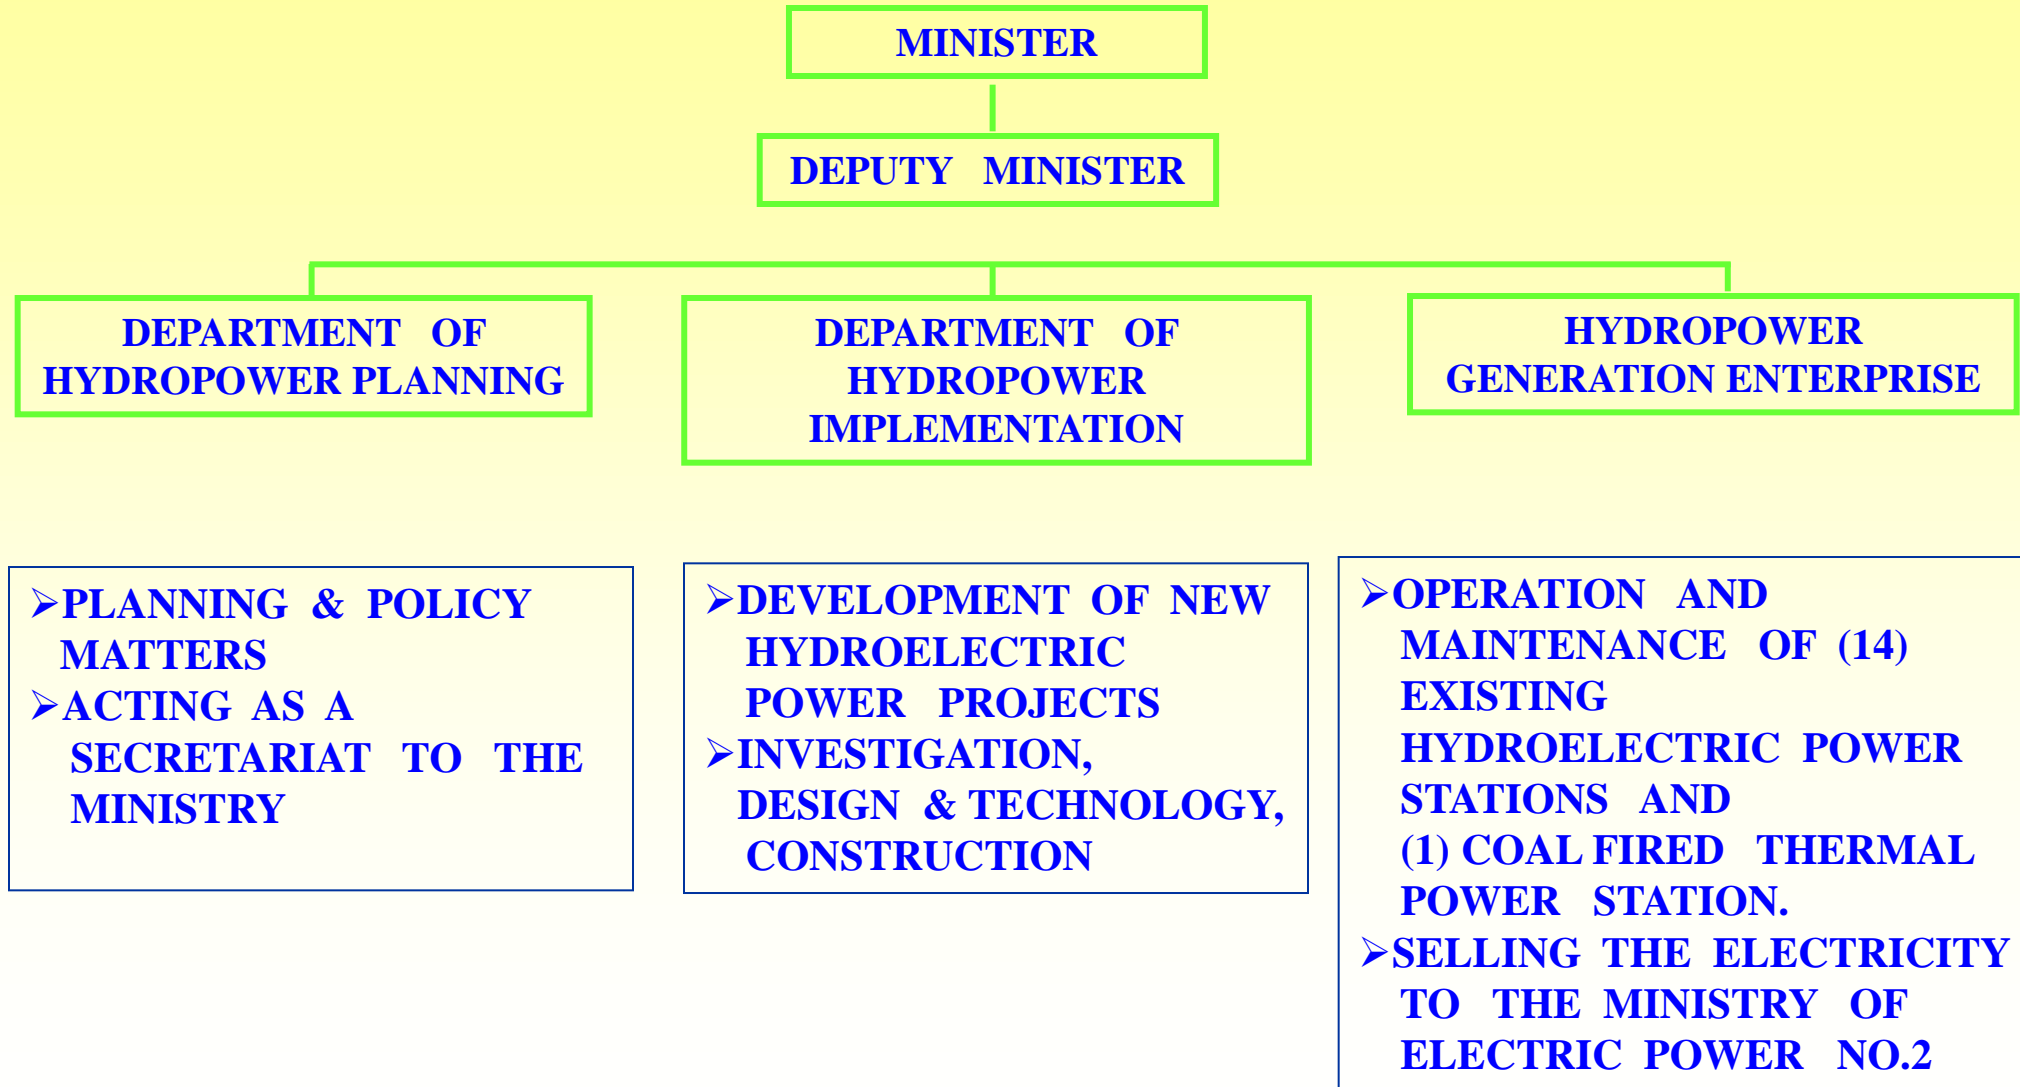 MINISTER
DEPUTY MINISTER
DEPARTMENT OF
HYDROPOWER PLANNING
DEPARTMENT OF
HYDROPOWER
IMPLEMENTATION
HYDROPOWER
GENERATION ENTERPRISE
➢PLANNING & POLICY
MATTERS
➢ACTING AS A
SECRETARIAT TO THE
MINISTRY
➢DEVELOPMENT OF NEW
HYDROELECTRIC
POWER PROJECTS
➢INVESTIGATION,
DESIGN & TECHNOLOGY,
CONSTRUCTION
➢OPERATION AND
MAINTENANCE OF (14)
EXISTING
HYDROELECTRIC POWER
STATIONS AND
(1) COAL FIRED THERMAL
POWER STATION.
➢SELLING THE ELECTRICITY
TO THE MINISTRY OF
ELECTRIC POWER NO.2